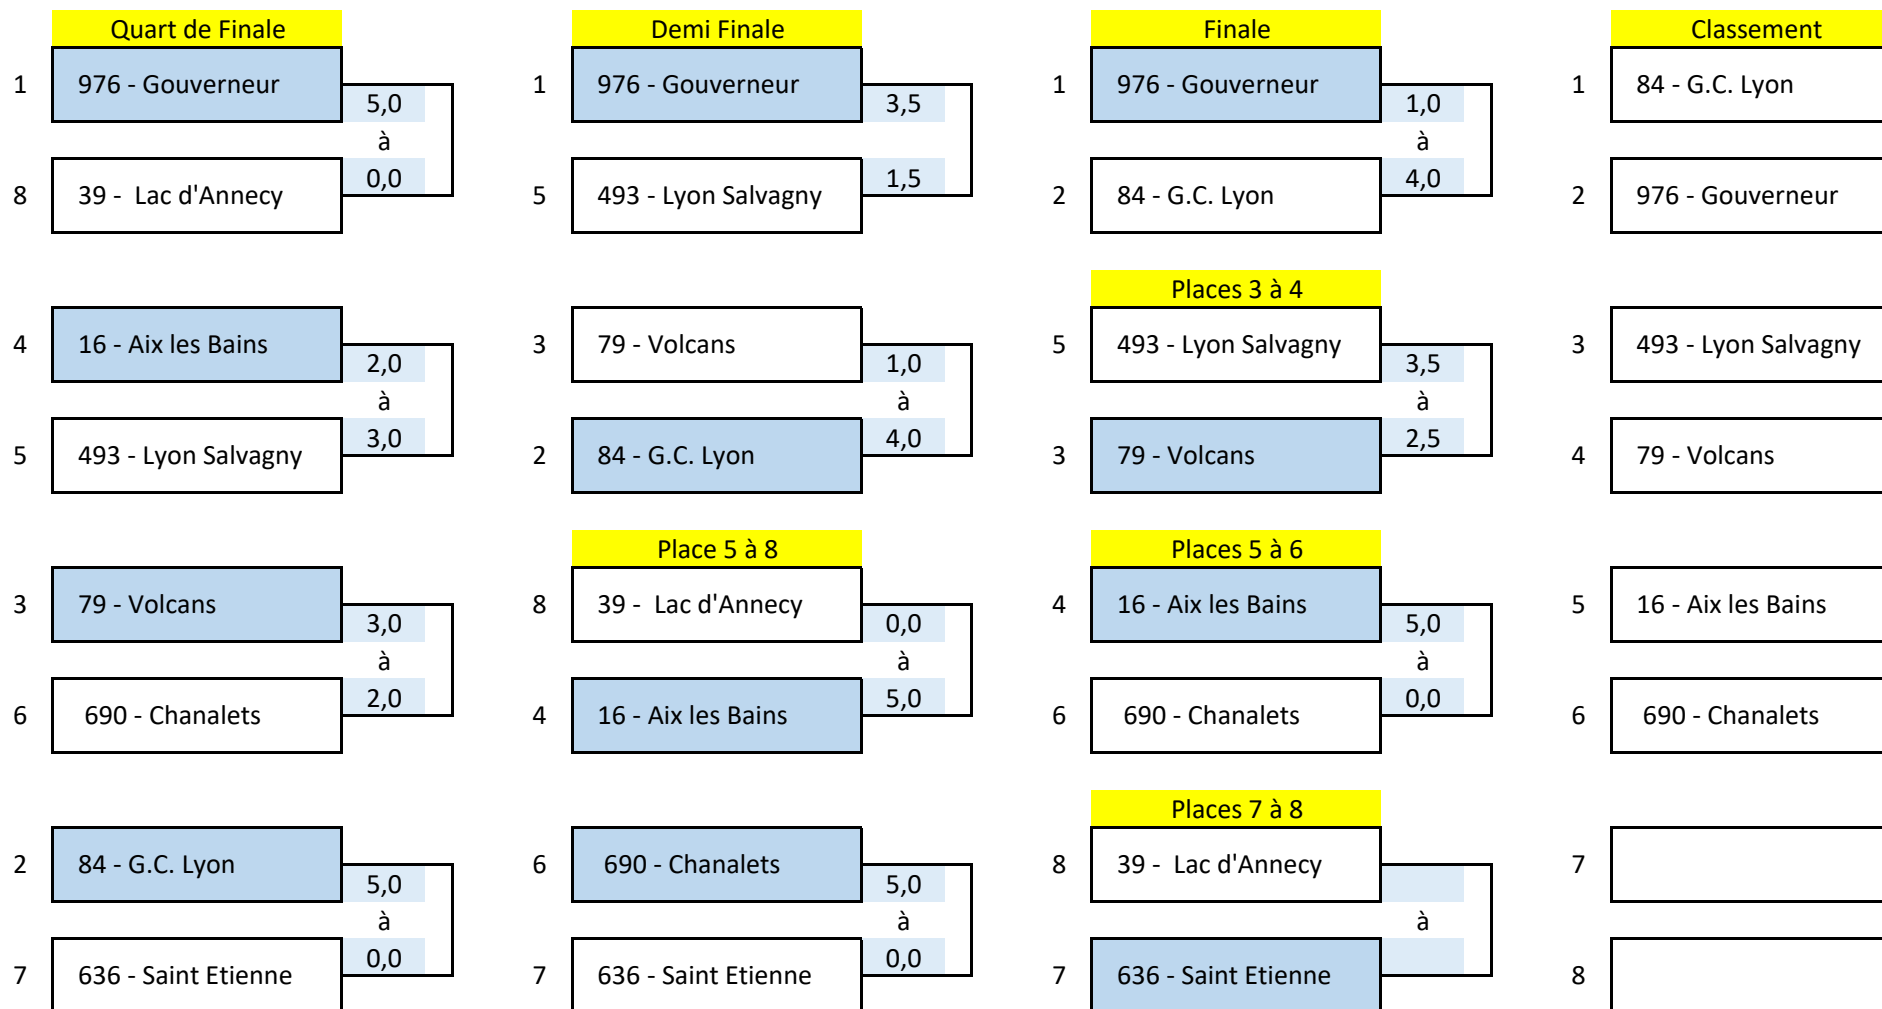 Quart de Finale Demi Finale Finale Classement
1 976 - Gouverneur 5,0 1 976 - Gouverneur 3,5 1 976 - Gouverneur 1,0 1 84 - G.C. Lyon
à à
8 39 - Lac d'Annecy 0,0 5 493 - Lyon Salvagny 1,5 2 84 - G.C. Lyon 4,0 2 976 - Gouverneur
Places 3 à 4
4 16 - Aix les Bains 2,0 3 79 - Volcans 1,0 5 493 - Lyon Salvagny 3,5 3 493 - Lyon Salvagny
à à à
5 493 - Lyon Salvagny 3,0 2 84 - G.C. Lyon 4,0 3 79 - Volcans 2,5 4 79 - Volcans
Place 5 à 8 Places 5 à 6
3 79 - Volcans 3,0 8 39 - Lac d'Annecy 0,0 4 16 - Aix les Bains 5,0 5 16 - Aix les Bains
à à à
6 690 - Chanalets 2,0 4 16 - Aix les Bains 5,0 6 690 - Chanalets 0,0 6 690 - Chanalets
Places 7 à 8
2 84 - G.C. Lyon 5,0 6 690 - Chanalets 5,0 8 39 - Lac d'Annecy 7
à à à
7 636 - Saint Etienne 0,0 7 636 - Saint Etienne 0,0 7 636 - Saint Etienne 8